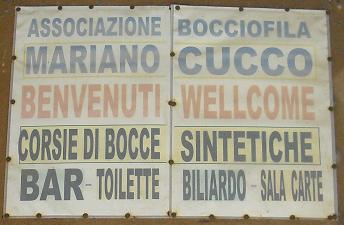 ASSOCIAZIONE BOCCIOFILA
MARIANO CUCCO
BENVENUTI WELLCOME
CORSIE DI BOCCE SINTETICHE
BAR - TOILETTE BILIARDO - SALA CARTE